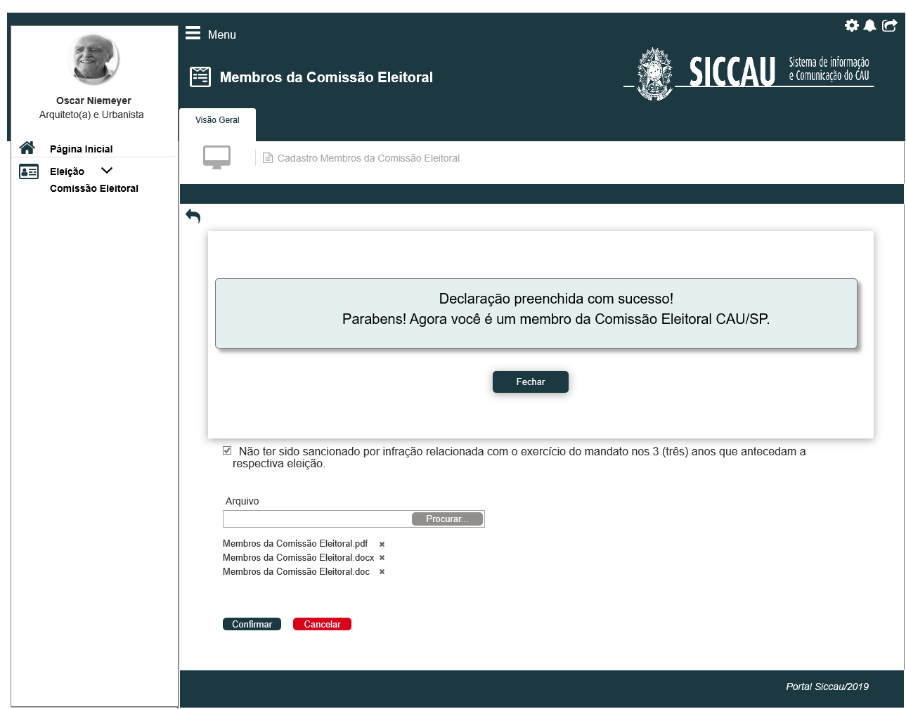 Menu
Membros da Comissão Eleitoral
SICCAU
Sistema de informação
e Comunicação do CAU
Oscar Niemeyer
Arquiteto(a) e Urbanista
Página Inicial
Eleição
Comissão Eleitoral
Visão Geral
Cadastro Membros da Comissão Eleitoral
Declaração preenchida com sucesso!
Parabens! Agora você é um membro da Comissão Eleitoral CAU/SP.
Fechar
Não ter sido sancionado por infração relacionada com o exercício do mandato nos 3 (três) anos que antecedam a
respectiva eleição.
Arquivo
Procurar...
Membros da Comissão Eleitoral.pdf
Membros da Comissão Eleitoral.docx
Membros da Comissão Eleitoral.doc
Confirmar Cancelar
Portal Siccau/2019